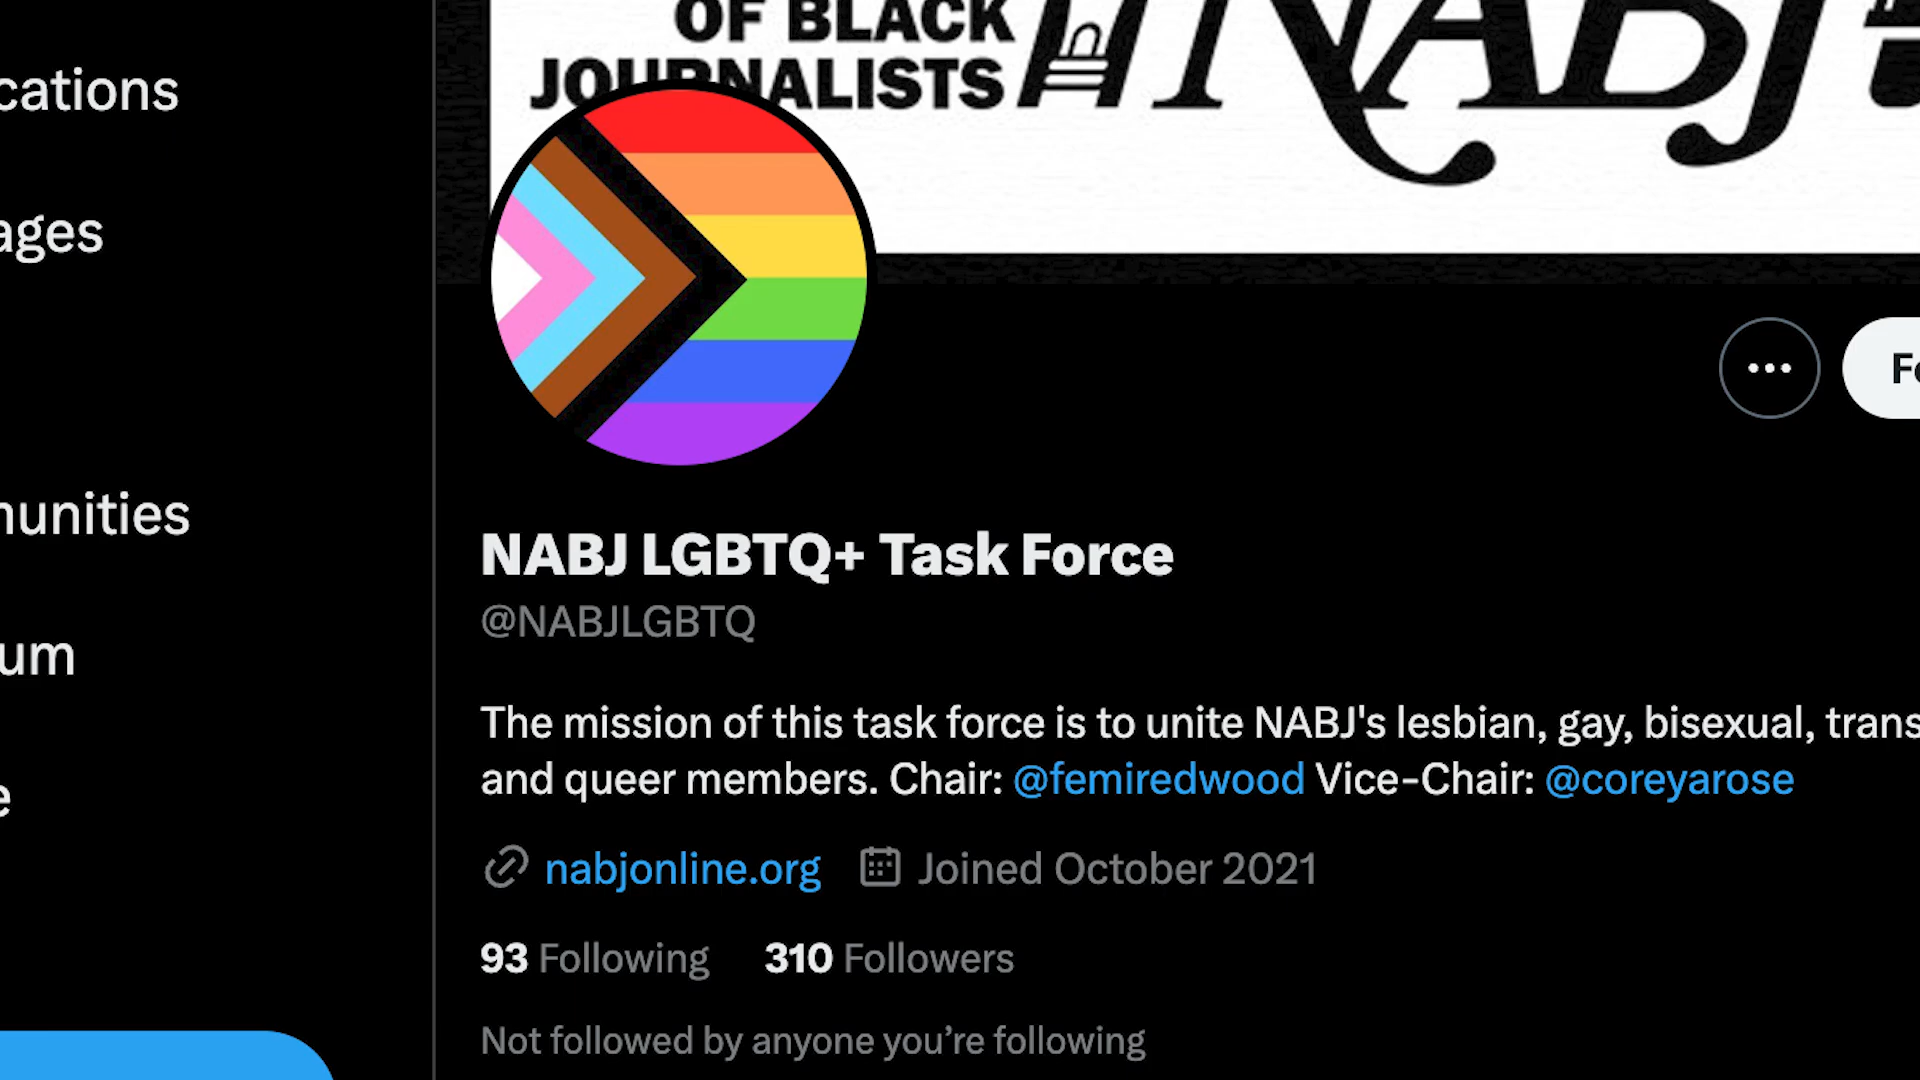 OF BLACK
JOURNALISTS
NABJ
cations
ages
nunities
um
e
Fo
NABJ LGBTQ+ Task Force
@NABJLGBTQ
The mission of this task force is to unite NABJ's lesbian, gay, bisexual, trans
and queer members. Chair: @femiredwood Vice-Chair: @coreyarose
nabjonline.org Joined October 2021
93 Following 310 Followers
Not followed by anyone you’re following